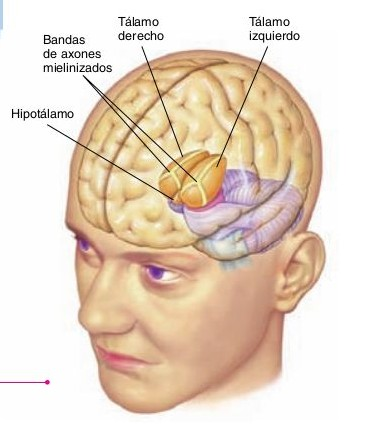 Tálamo
derecho
Tálamo
izquierdo
Bandas
de axones
mielinizados
Hipotálamo